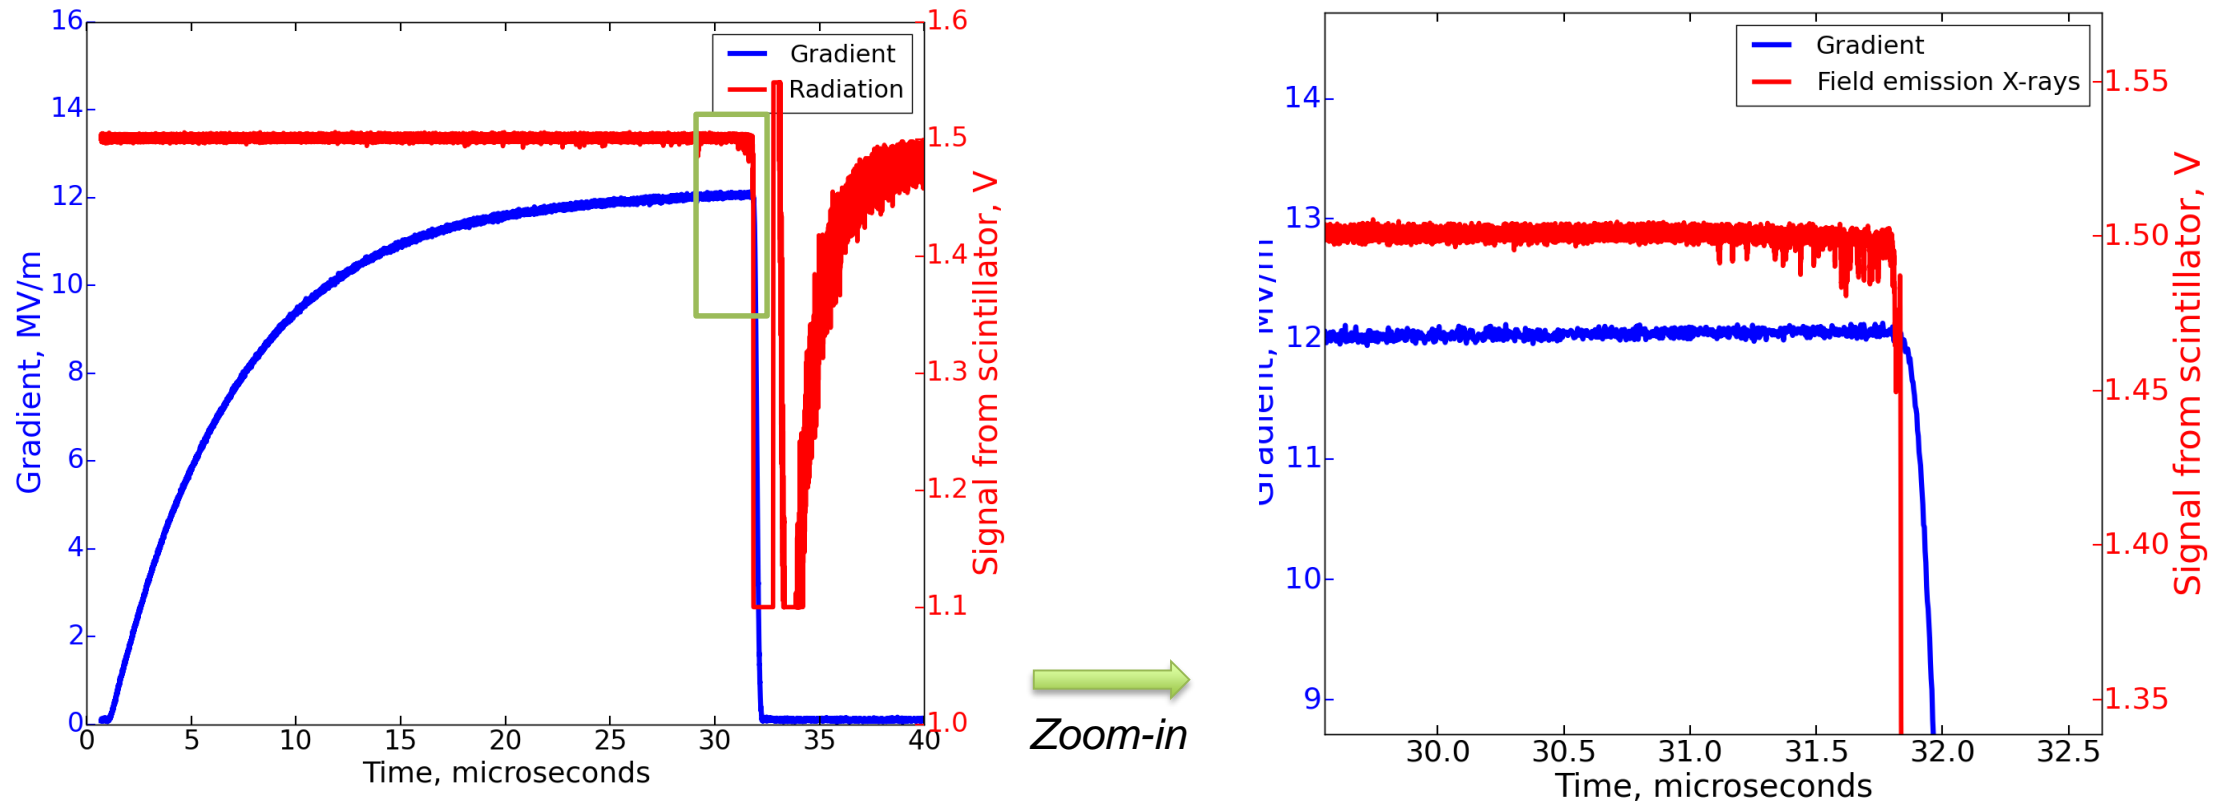 16
14
12
10
8
6
4
2
0
Gradient, MV/m
Gradient
Radiation
1.6
1.5
1.4
1.3
1.2
1.1
1.0
Signal from scintillator, V
0 5 10 15 20 25 30 35 40
Time, microseconds
Zoom-in
14
13
12
11
10
9
Gradient, MV/m
Gradient
Field emission X-rays
1.55
1.50
1.45
1.40
1.35
Signal from scintillator, V
30.0 30.5 31.0 31.5 32.0 32.5
Time, microseconds